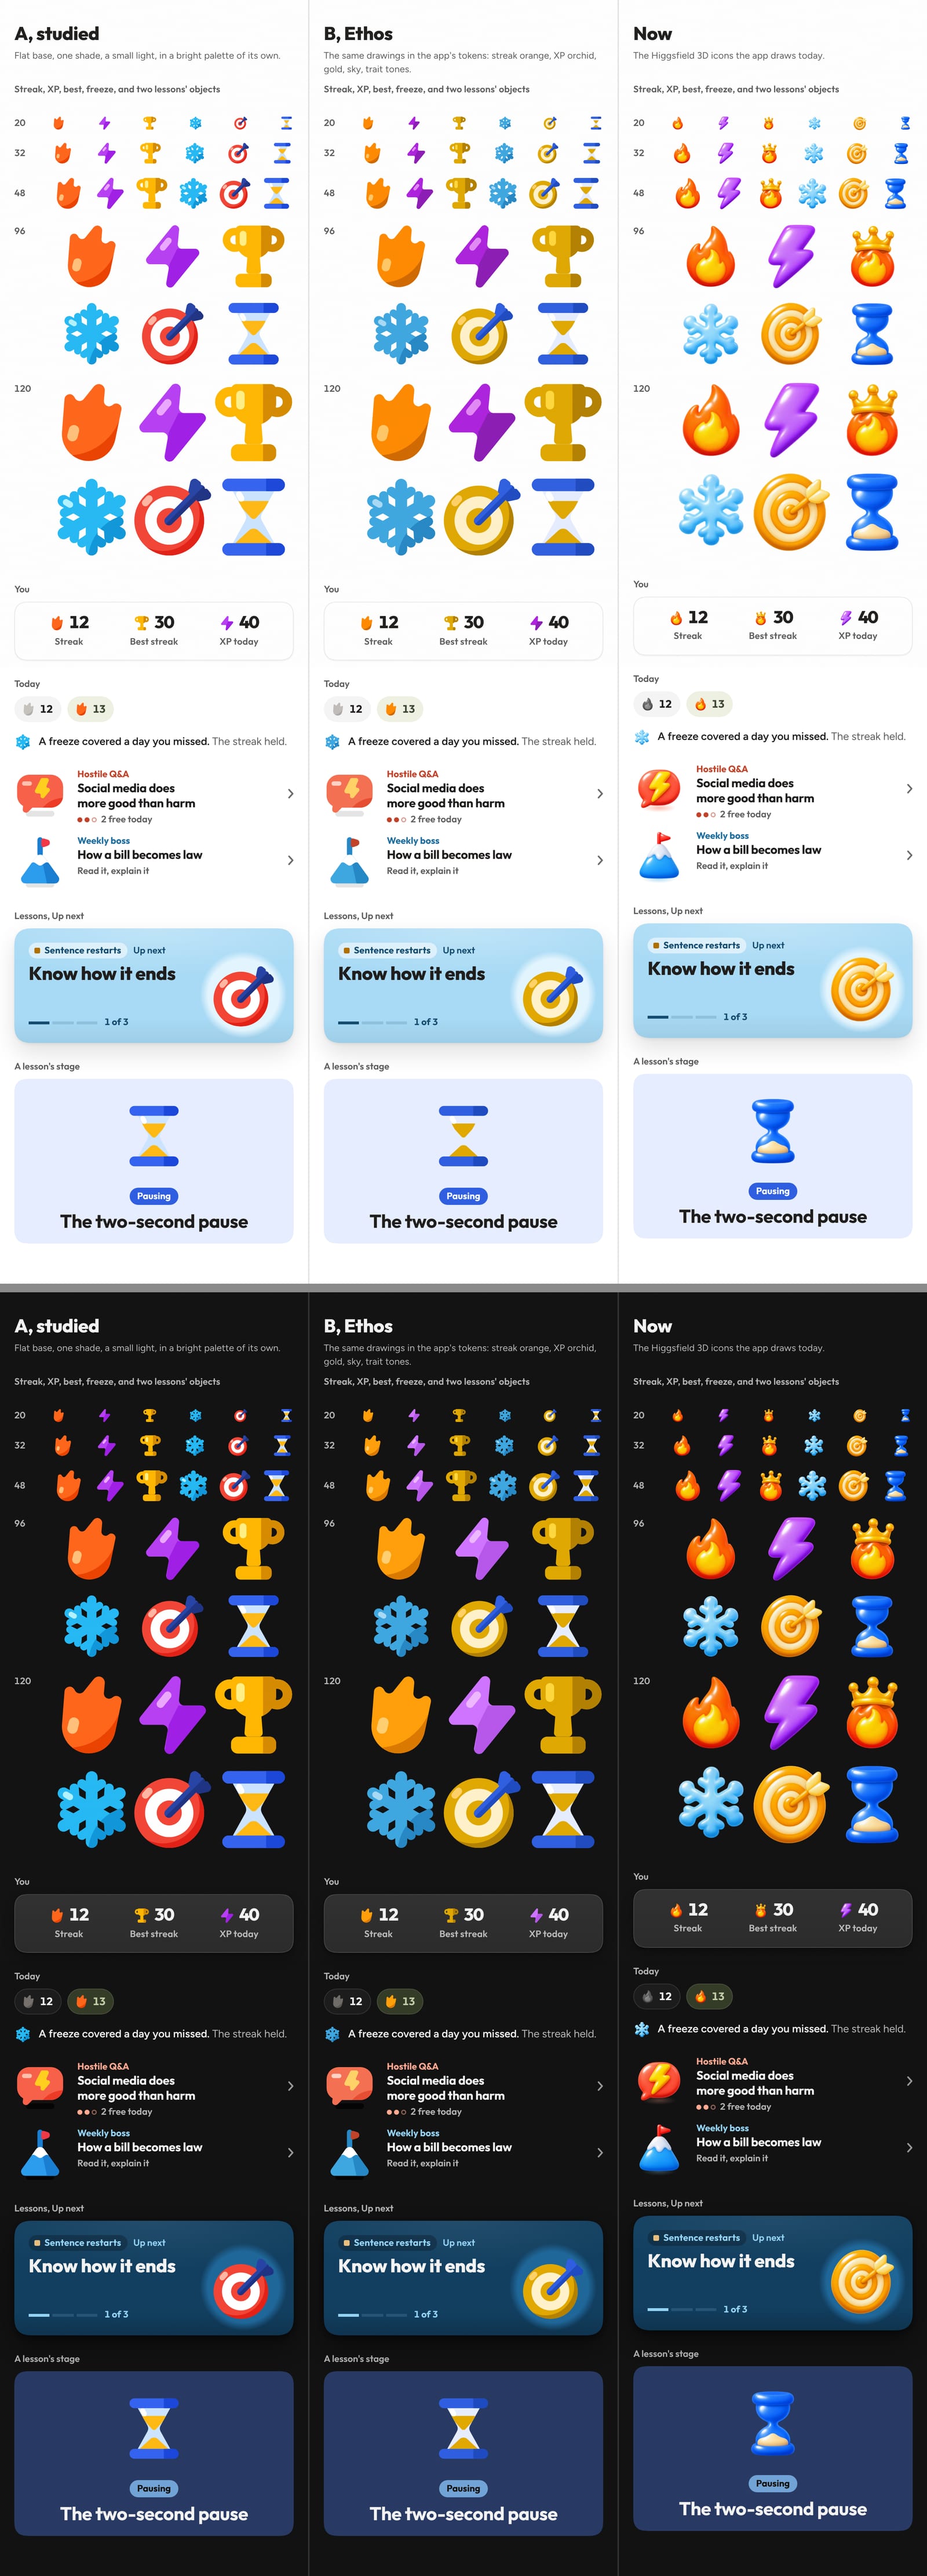 A, studied
Flat base, one shade, a small light, in a bright palette of its own.
Streak, XP, best, freeze, and two lessons' objects
20
32
48
96
120
You
12
30
40
Streak
Best streak
XP today
Today
12
13
A freeze covered a day you missed. The streak held.
Hostile Q&A
Social media does
more good than harm
2 free today
Weekly boss
How a bill becomes law
Read it, explain it
Lessons, Up next
Sentence restarts
Up next
Know how it ends
1 of 3
A lesson's stage
Pausing
The two-second pause
B, Ethos
The same drawings in the app's tokens: streak orange, XP orchid,
gold, sky, trait tones.
Streak, XP, best, freeze, and two lessons' objects
20
32
48
96
120
You
12
30
40
Streak
Best streak
XP today
Today
12
13
A freeze covered a day you missed. The streak held.
Hostile Q&A
Social media does
more good than harm
2 free today
Weekly boss
How a bill becomes law
Read it, explain it
Lessons, Up next
Sentence restarts
Up next
Know how it ends
1 of 3
A lesson's stage
Pausing
The two-second pause
Now
The Higgsfield 3D icons the app draws today.
Streak, XP, best, freeze, and two lessons' objects
20
32
48
96
120
You
12
30
40
Streak
Best streak
XP today
Today
12
13
A freeze covered a day you missed. The streak held.
Hostile Q&A
Social media does
more good than harm
2 free today
Weekly boss
How a bill becomes law
Read it, explain it
Lessons, Up next
Sentence restarts
Up next
Know how it ends
1 of 3
A lesson's stage
Pausing
The two-second pause
A, studied
Flat base, one shade, a small light, in a bright palette of its own.
Streak, XP, best, freeze, and two lessons' objects
20
32
48
96
120
You
12
30
40
Streak
Best streak
XP today
Today
12
13
A freeze covered a day you missed. The streak held.
Hostile Q&A
Social media does
more good than harm
2 free today
Weekly boss
How a bill becomes law
Read it, explain it
Lessons, Up next
Sentence restarts
Up next
Know how it ends
1 of 3
A lesson's stage
Pausing
The two-second pause
B, Ethos
The same drawings in the app's tokens: streak orange, XP orchid,
gold, sky, trait tones.
Streak, XP, best, freeze, and two lessons' objects
20
32
48
96
120
You
12
30
40
Streak
Best streak
XP today
Today
12
13
A freeze covered a day you missed. The streak held.
Hostile Q&A
Social media does
more good than harm
2 free today
Weekly boss
How a bill becomes law
Read it, explain it
Lessons, Up next
Sentence restarts
Up next
Know how it ends
1 of 3
A lesson's stage
Pausing
The two-second pause
Now
The Higgsfield 3D icons the app draws today.
Streak, XP, best, freeze, and two lessons' objects
20
32
48
96
120
You
12
30
40
Streak
Best streak
XP today
Today
12
13
A freeze covered a day you missed. The streak held.
Hostile Q&A
Social media does
more good than harm
2 free today
Weekly boss
How a bill becomes law
Read it, explain it
Lessons, Up next
Sentence restarts
Up next
Know how it ends
1 of 3
A lesson's stage
Pausing
The two-second pause